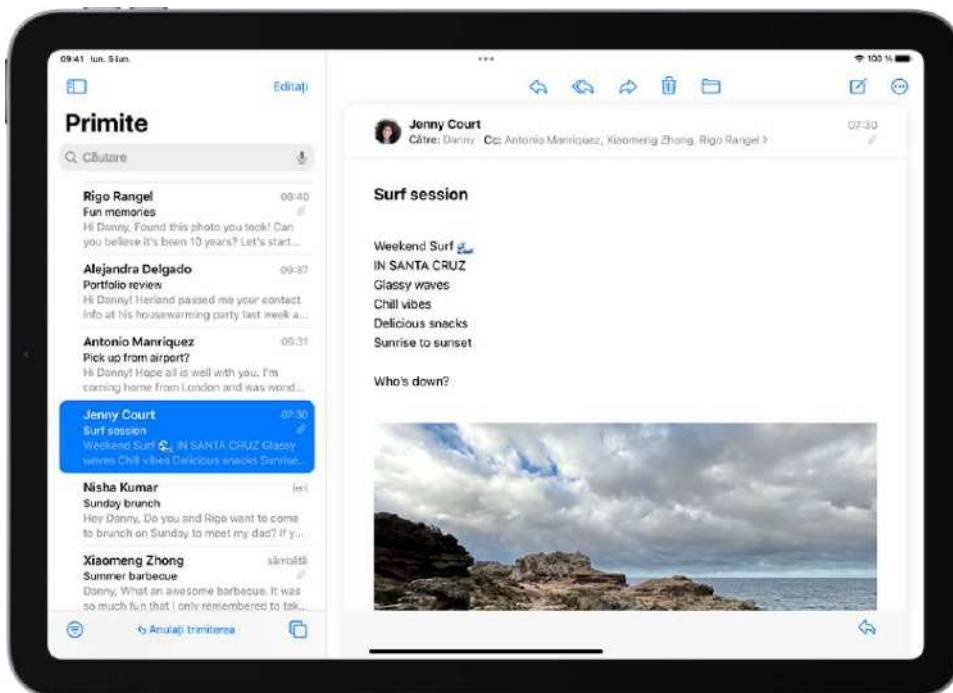 09:41 lun. 5 iun.
100 %
Editați
Primite
Căutare
Rigo Rangel 09:40
Fun memories
Hi Danny, Found this photo you took! Can
you believe it's been 10 years? Let's start...
Alejandra Delgado 09:37
Portfolio review
Hi Danny! Herland passed me your contact
info at his housewarming party last week a...
Antonio Manriquez 09:31
Pick up from airport?
Hi Danny! Hope all is well with you. I'm
coming home from London and was wond...
Jenny Court 07:30
Surf session
Weekend Surf 🌊 IN SANTA CRUZ Glassy
waves Chill vibes Delicious snacks Sunrise...
Nisha Kumar ieri
Sunday brunch
Hey Danny, Do you and Rigo want to come
to brunch on Sunday to meet my dad? If y...
Xiaomeng Zhong sâmbătă
Summer barbecue
Danny, What an awesome barbecue. It was
so much fun that I only remembered to tak...
Anulați trimiterea
Jenny Court 07:30
Către: Danny Cc: Antonio Manriquez, Xiaomeng Zhong, Rigo Rangel >
Surf session
Weekend Surf 🌊
IN SANTA CRUZ
Glassy waves
Chill vibes
Delicious snacks
Sunrise to sunset
Who's down?